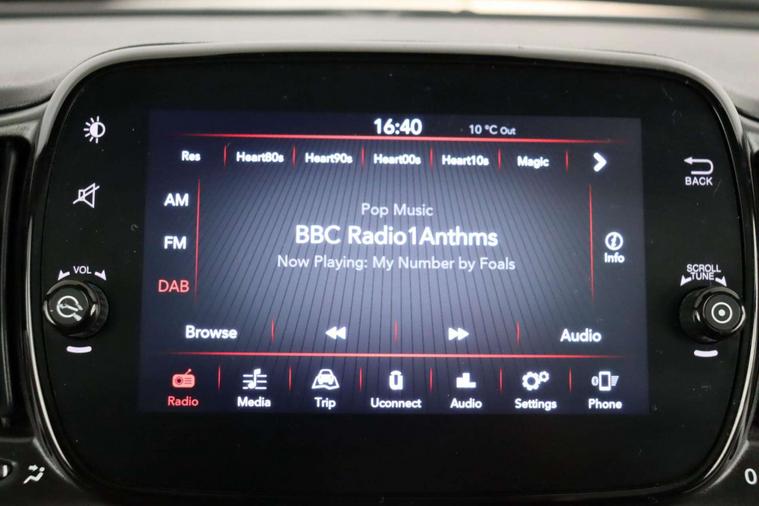 16:40 10 °C Out
Res Heart80s Heart90s Heart00s Heart10s Magic
AM
Pop Music
BBC Radio1Anthms
FM
Info
Now Playing: My Number by Foals
DAB
Browse Audio
Radio Media Trip Uconnect Audio Settings Phone
BACK
VOL
SCROLL
TUNE
0